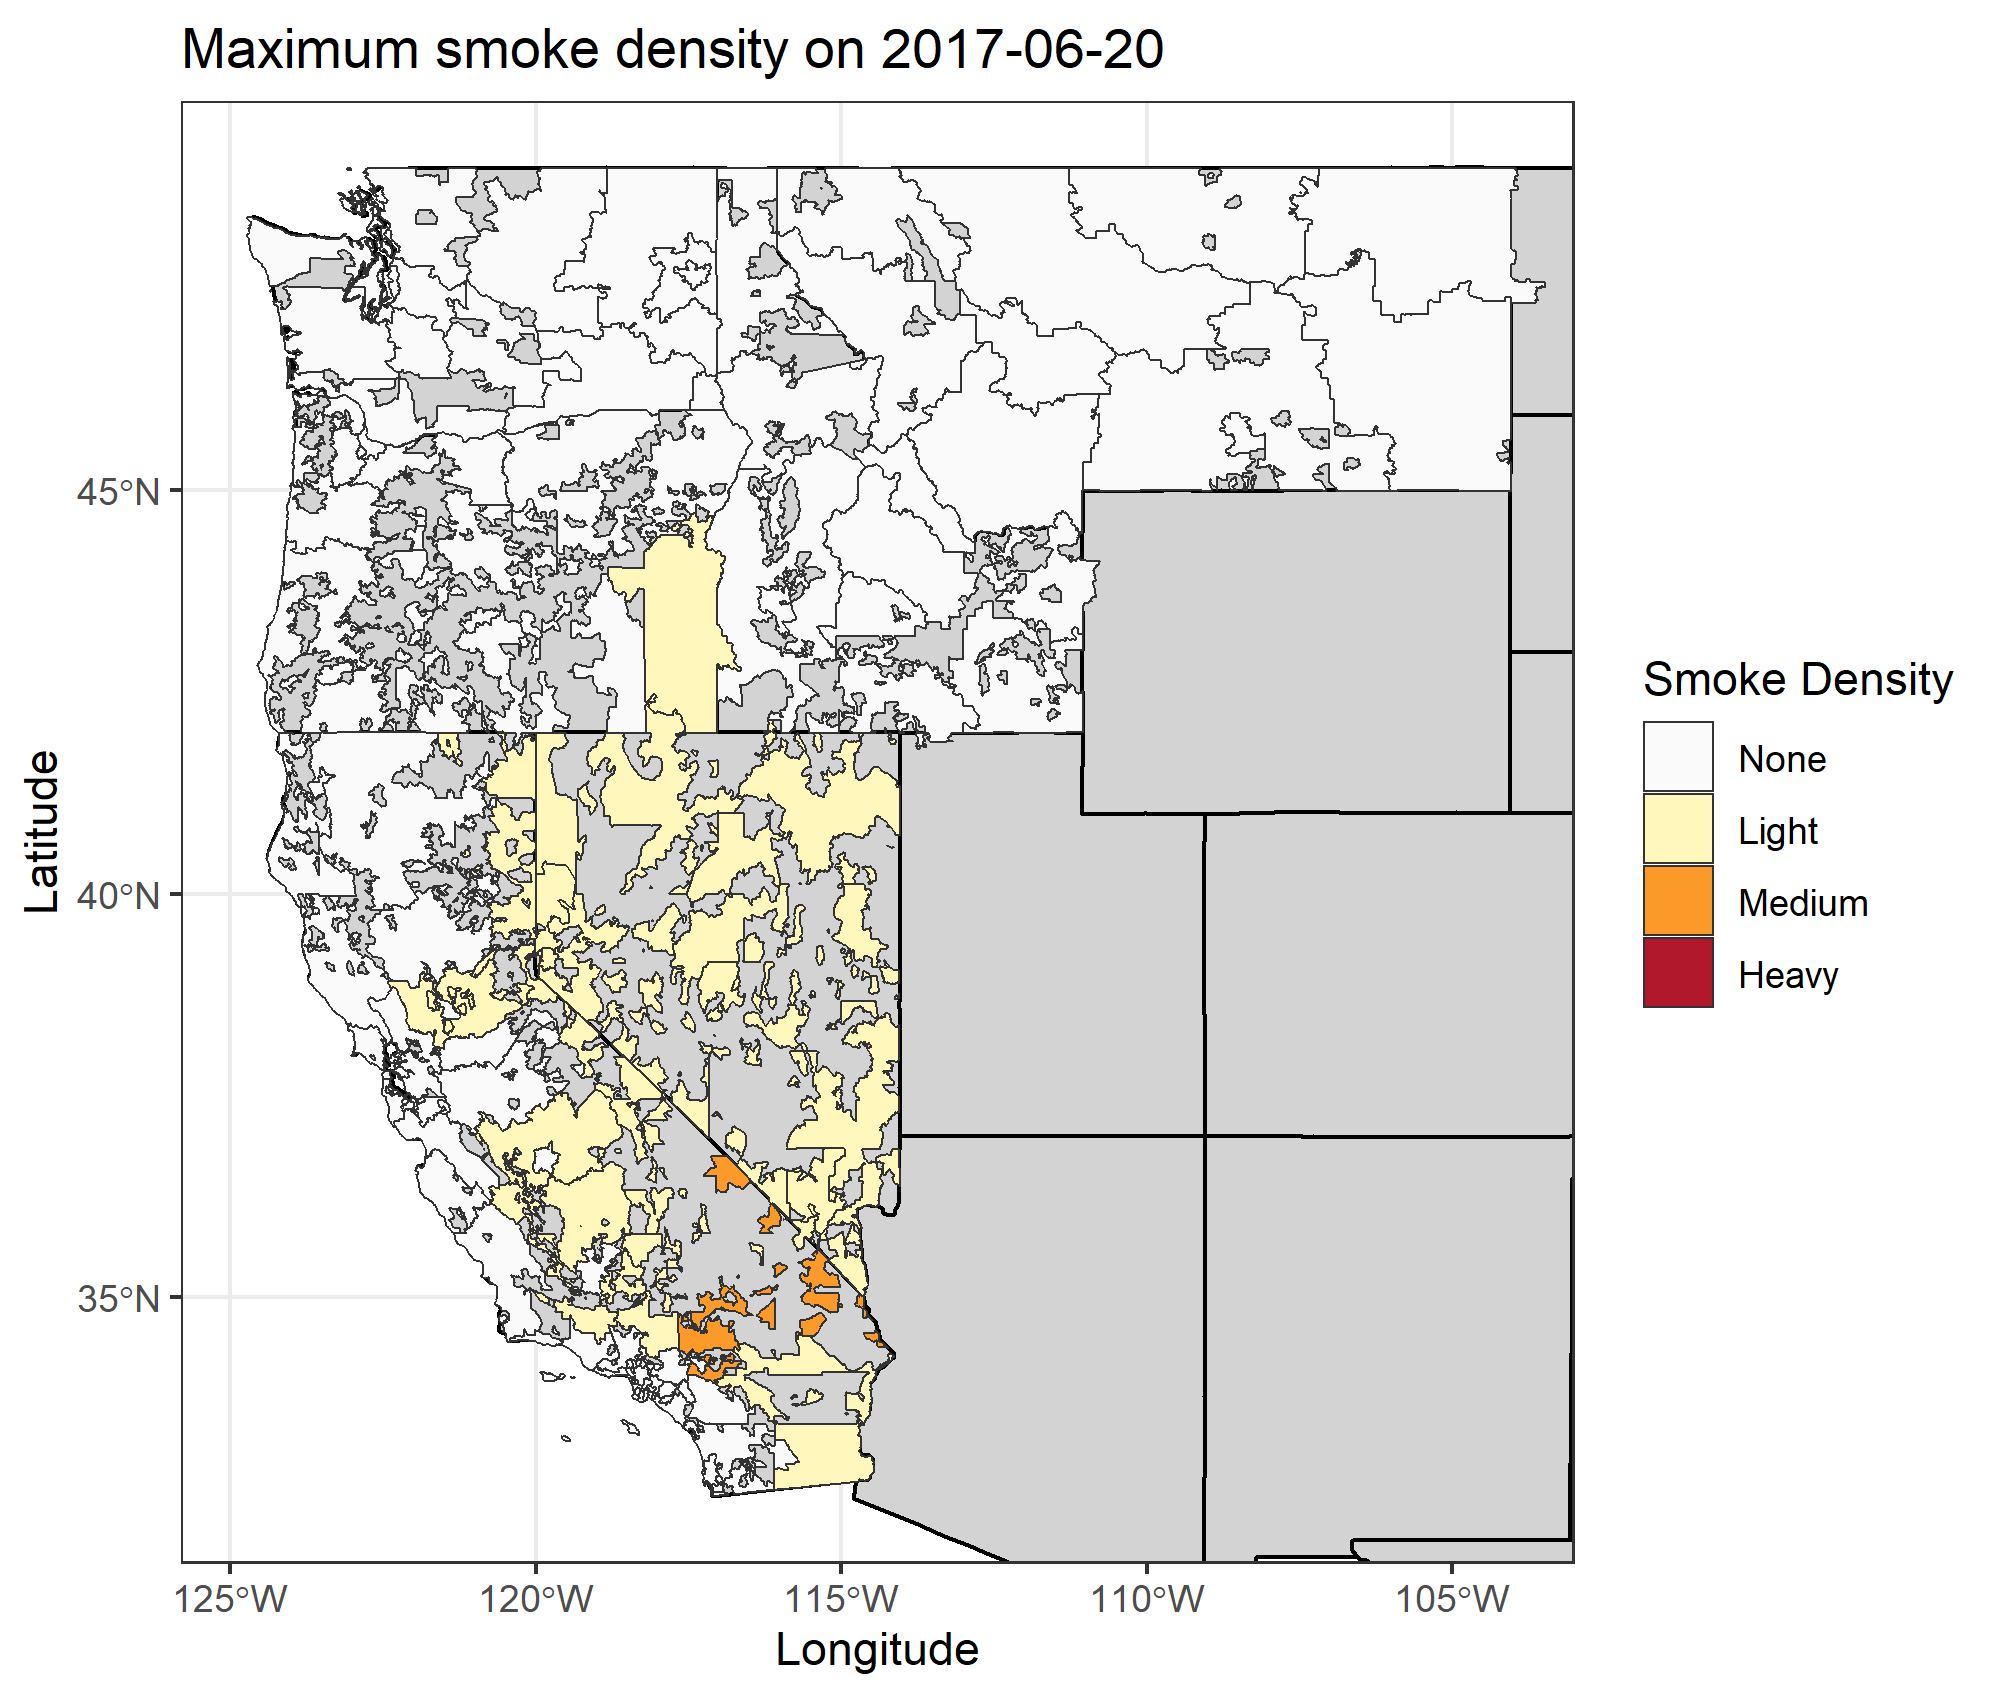 Maximum smoke density on 2017-06-20
45°N
40°N
35°N
Latitude
125°W
120°W
115°W
110°W
105°W
Longitude
Smoke Density
None
Light
Medium
Heavy